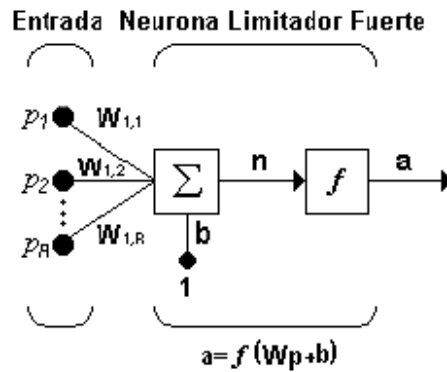 Entrada Neurona Limitador Fuerte
p1 W1,1
p2 W1,2 Σ n f a
pR W1,R b
1
a=f(Wp+b)